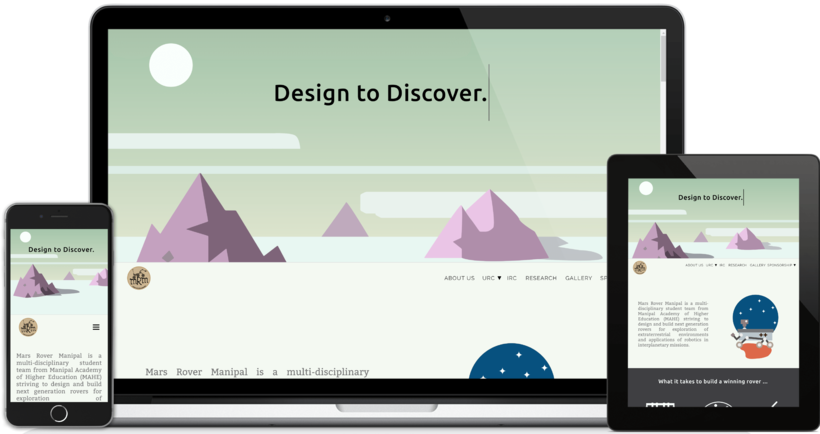 Design to Discover.
ABOUT US URC ▼ IRC RESEARCH GALLERY SP
Mars Rover Manipal is a multi-disciplinary
Design to Discover.
Mars Rover Manipal is a
multi-disciplinary student
team from Manipal Academy
of Higher Education (MAHE)
striving to design and build
next generation rovers for
exploration of
Design to Discover.
ABOUT US URC ▼ IRC RESEARCH GALLERY SPONSORSHIP ▼
Mars Rover Manipal is a multi-
disciplinary student team from
Manipal Academy of Higher
Education (MAHE) striving to
design and build next generation
rovers for exploration of
extraterrestrial environments
and applications of robotics in
interplanetary missions.
What it takes to build a winning rover ...